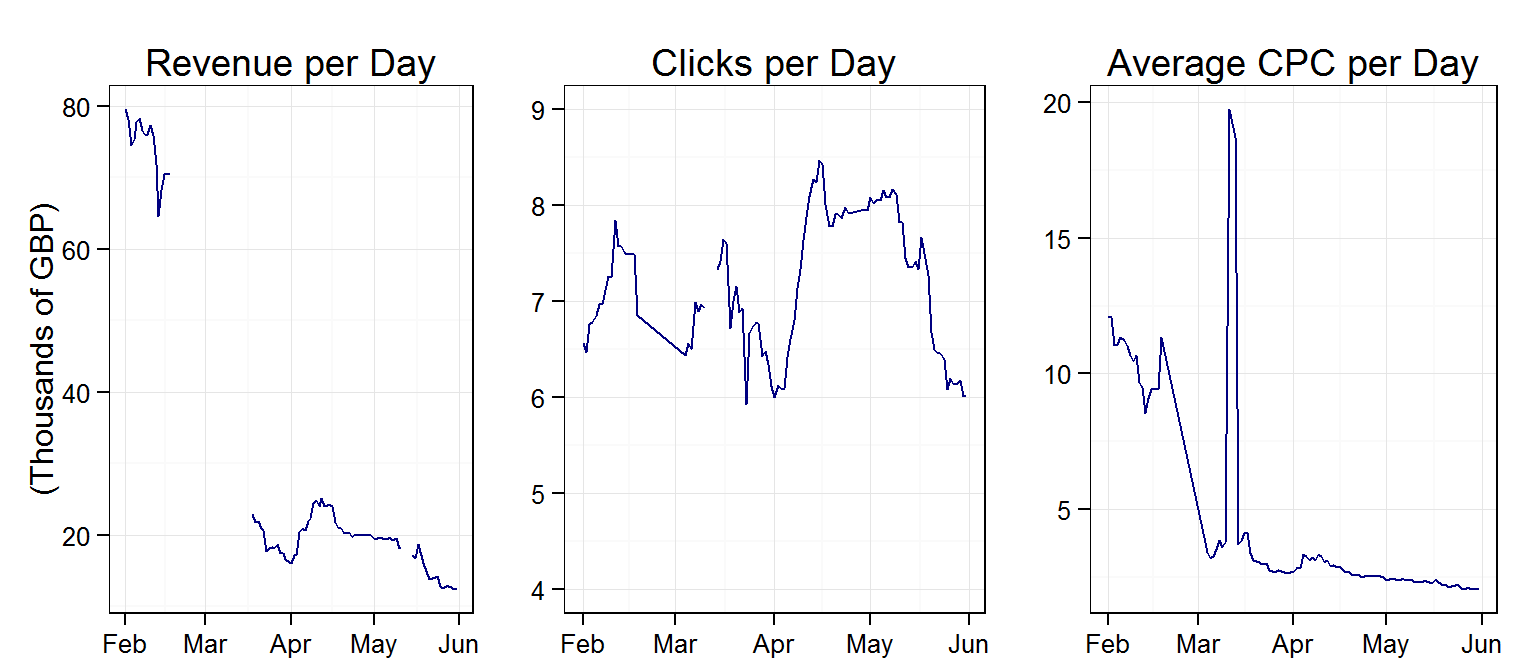 Revenue per Day
Clicks per Day
Average CPC per Day
(Thousands of GBP)
80
60
40
20
Feb Mar Apr May Jun
9
8
7
6
5
4
Feb Mar Apr May Jun
20
15
10
5
Feb Mar Apr May Jun